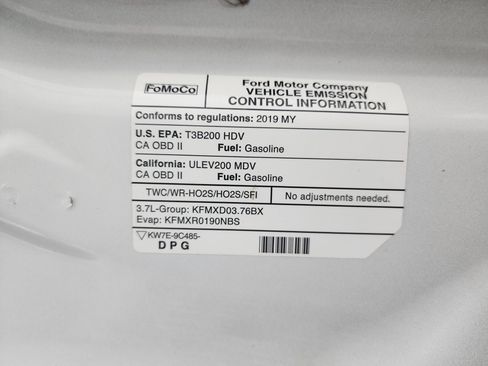 FoMoCo
Ford Motor Company
VEHICLE EMISSION
CONTROL INFORMATION
Conforms to regulations: 2019 MY
U.S. EPA: T3B200 HDV
CA OBD II Fuel: Gasoline
California: ULEV200 MDV
CA OBD II Fuel: Gasoline
TWC/WR-HO2S/HO2S/SFI No adjustments needed.
3.7L-Group: KFMXD03.76BX
Evap: KFMXR0190NBS
KW7E-9C485-
D P G